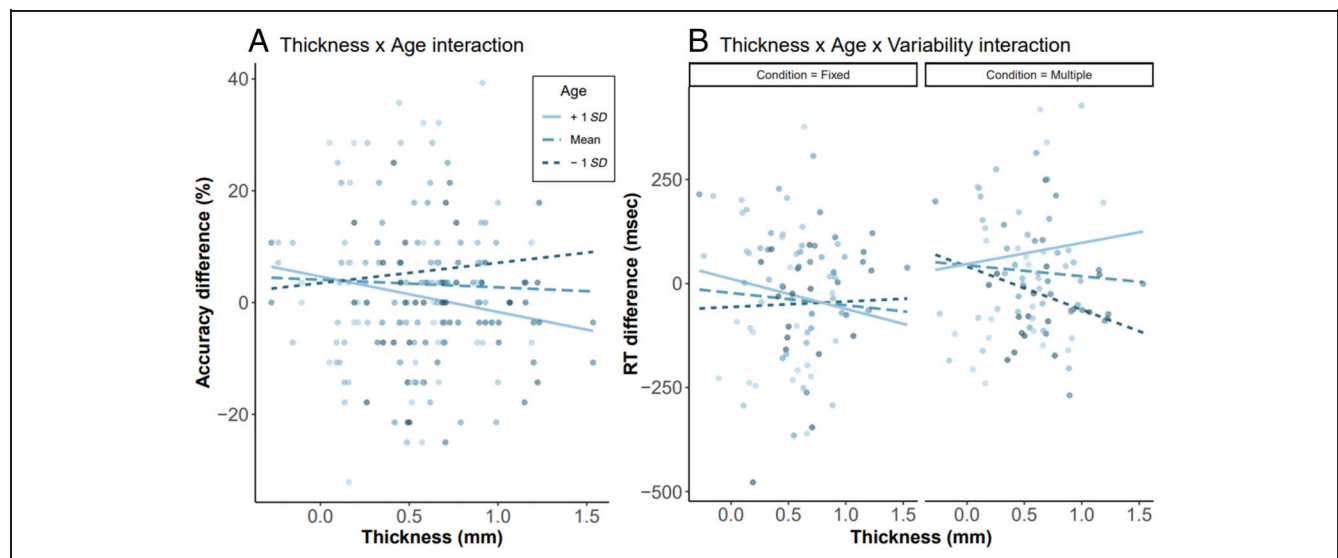 A Thickness x Age interaction
Accuracy difference (%)
40
20
0
−20
0.0 0.5 1.0 1.5
Thickness (mm)
Age
+ 1 SD
Mean
− 1 SD
B Thickness x Age x Variability interaction
Condition = Fixed
Condition = Multiple
RT difference (msec)
250
0
−250
−500
0.0 0.5 1.0 1.5
0.0 0.5 1.0 1.5
Thickness (mm)